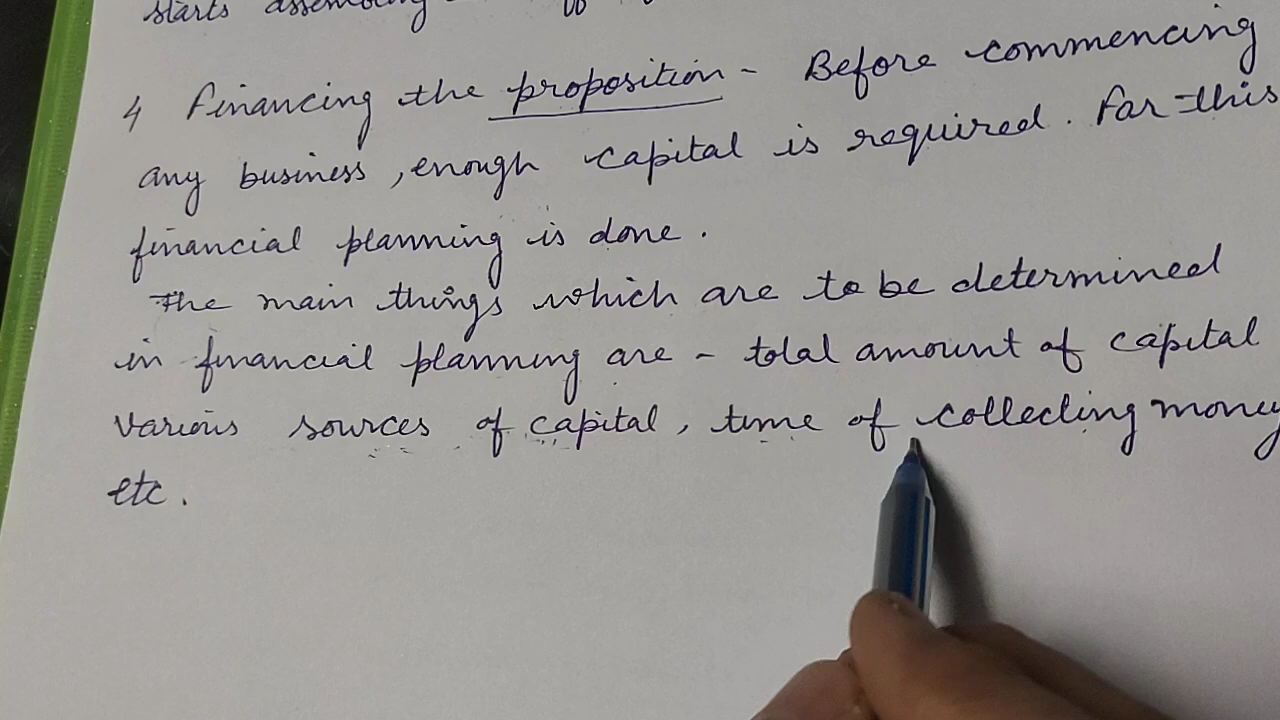 starts assembling
4 Financing the proposition - Before commencing
any business, enough capital is required. For this
financial planning is done.
The main things which are to be determined
in financial planning are - total amount of capital
various sources of capital, time of collecting money
etc.